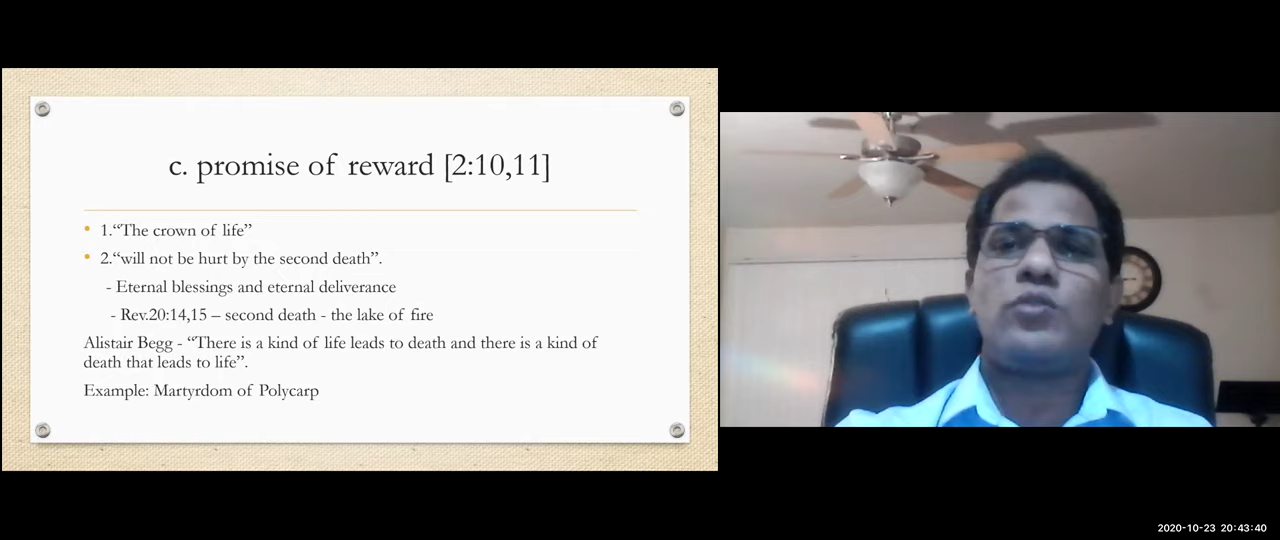 c. promise of reward [2:10,11]
• 1.“The crown of life”
• 2.“will not be hurt by the second death”.
- Eternal blessings and eternal deliverance
- Rev.20:14,15 – second death - the lake of fire
Alistair Begg - “There is a kind of life leads to death and there is a kind of
death that leads to life”.
Example: Martyrdom of Polycarp
2020-10-23 20:43:40